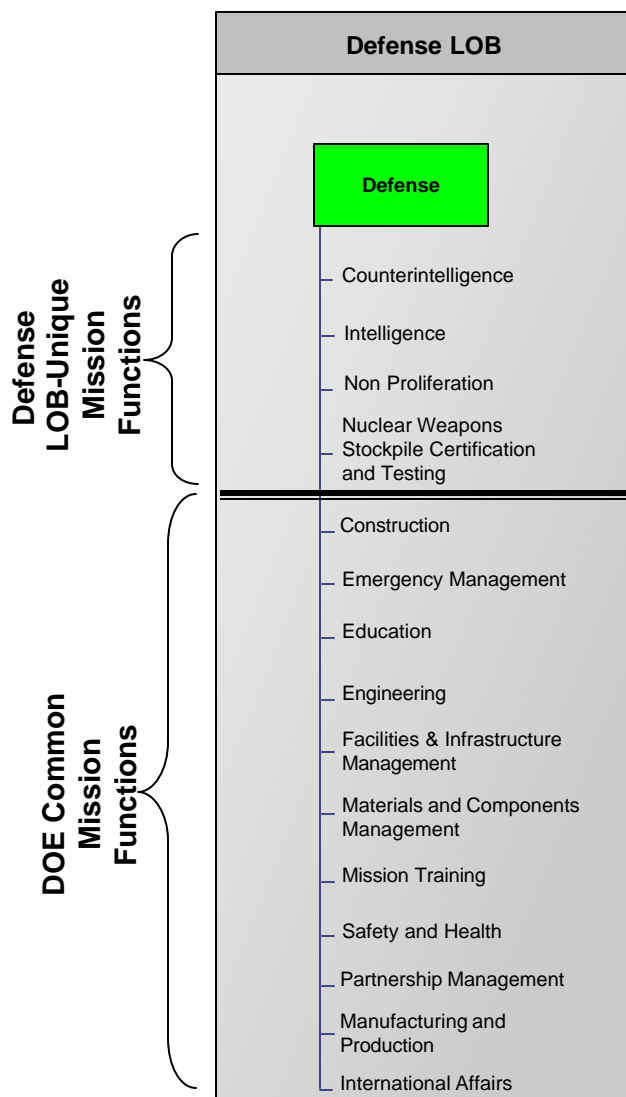 Defense LOB
Defense
Defense
LOB-Unique
Mission
Functions
Counterintelligence
Intelligence
Non Proliferation
Nuclear Weapons
Stockpile Certification
and Testing
DOE Common
Mission
Functions
Construction
Emergency Management
Education
Engineering
Facilities & Infrastructure
Management
Materials and Components
Management
Mission Training
Safety and Health
Partnership Management
Manufacturing and
Production
International Affairs